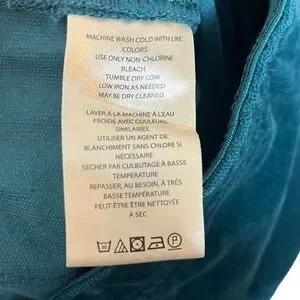 MACHINE WASH COLD WITH LIKE
COLORS
USE ONLY NON-CHLORINE
BLEACH
TUMBLE DRY LOW
LOW IRON AS NEEDED
MAY BE DRY CLEANED
LAVER A LA MACHINE À L'EAU
FROIDE AVEC COULEURS
SIMILAIRES
UTILISER UN AGENT DE
BLANCHIMENT SANS CHLORE SI
NÉCESSAIRE
SECHER PAR CULBUTAGE À BASSE
TEMPERATURE
REPASSER, AU BESOIN, À TRÈS
BASSE TEMPÉRATURE
PEUT-ÊTRE ÊTRE NETTOYÉE
À SEC